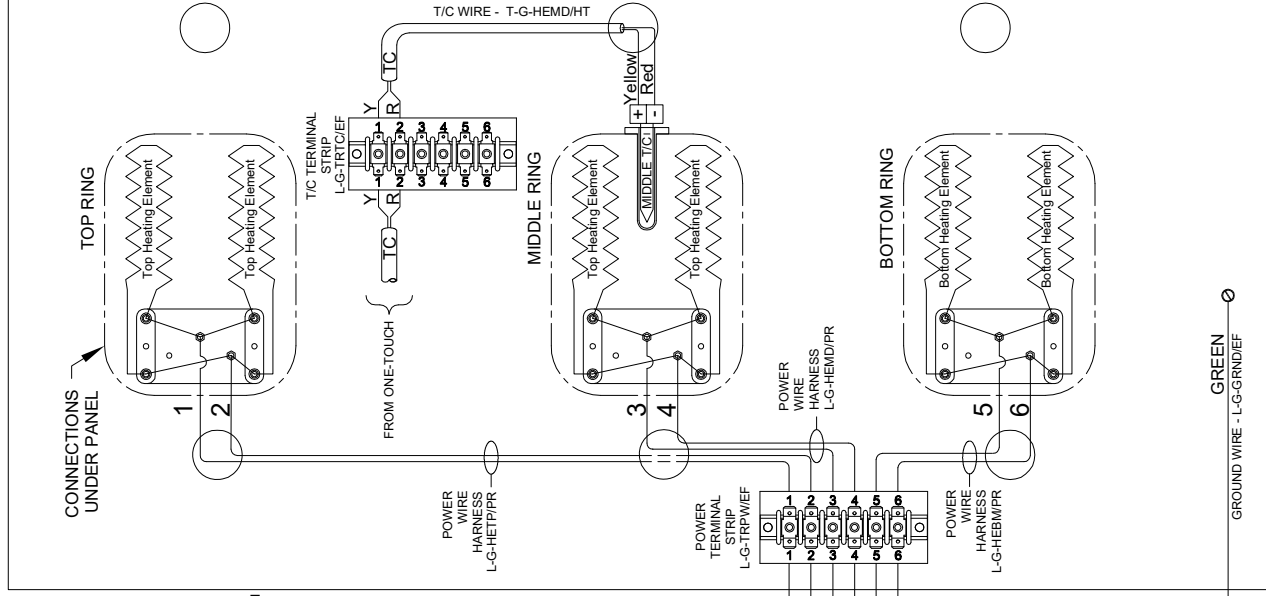 T/C WIRE - T-G-HEMD/HT
TC
Y
R
Yellow
Red
+
-
T/C TERMINAL
STRIP
L-G-TRTC/EF
1 2 3 4 5 6
1 2 3 4 5 6
Y
R
TC
FROM ONE-TOUCH
TOP RING
Top Heating Element
Top Heating Element
MIDDLE RING
Top Heating Element
MIDDLE T/C
Top Heating Element
BOTTOM RING
Bottom Heating Element
Bottom Heating Element
CONNECTIONS
UNDER PANEL
1
2
3
4
5
6
POWER
WIRE
HARNESS
L-G-HETP/PR
POWER
WIRE
HARNESS
L-G-HEMD/PR
POWER
TERMINAL
STRIP
L-G-TRPW/EF
1 2 3 4 5 6
1 2 3 4 5 6
POWER
WIRE
HARNESS
L-G-HEBM/PR
GREEN
GROUND WIRE - L-G-GRND/EF